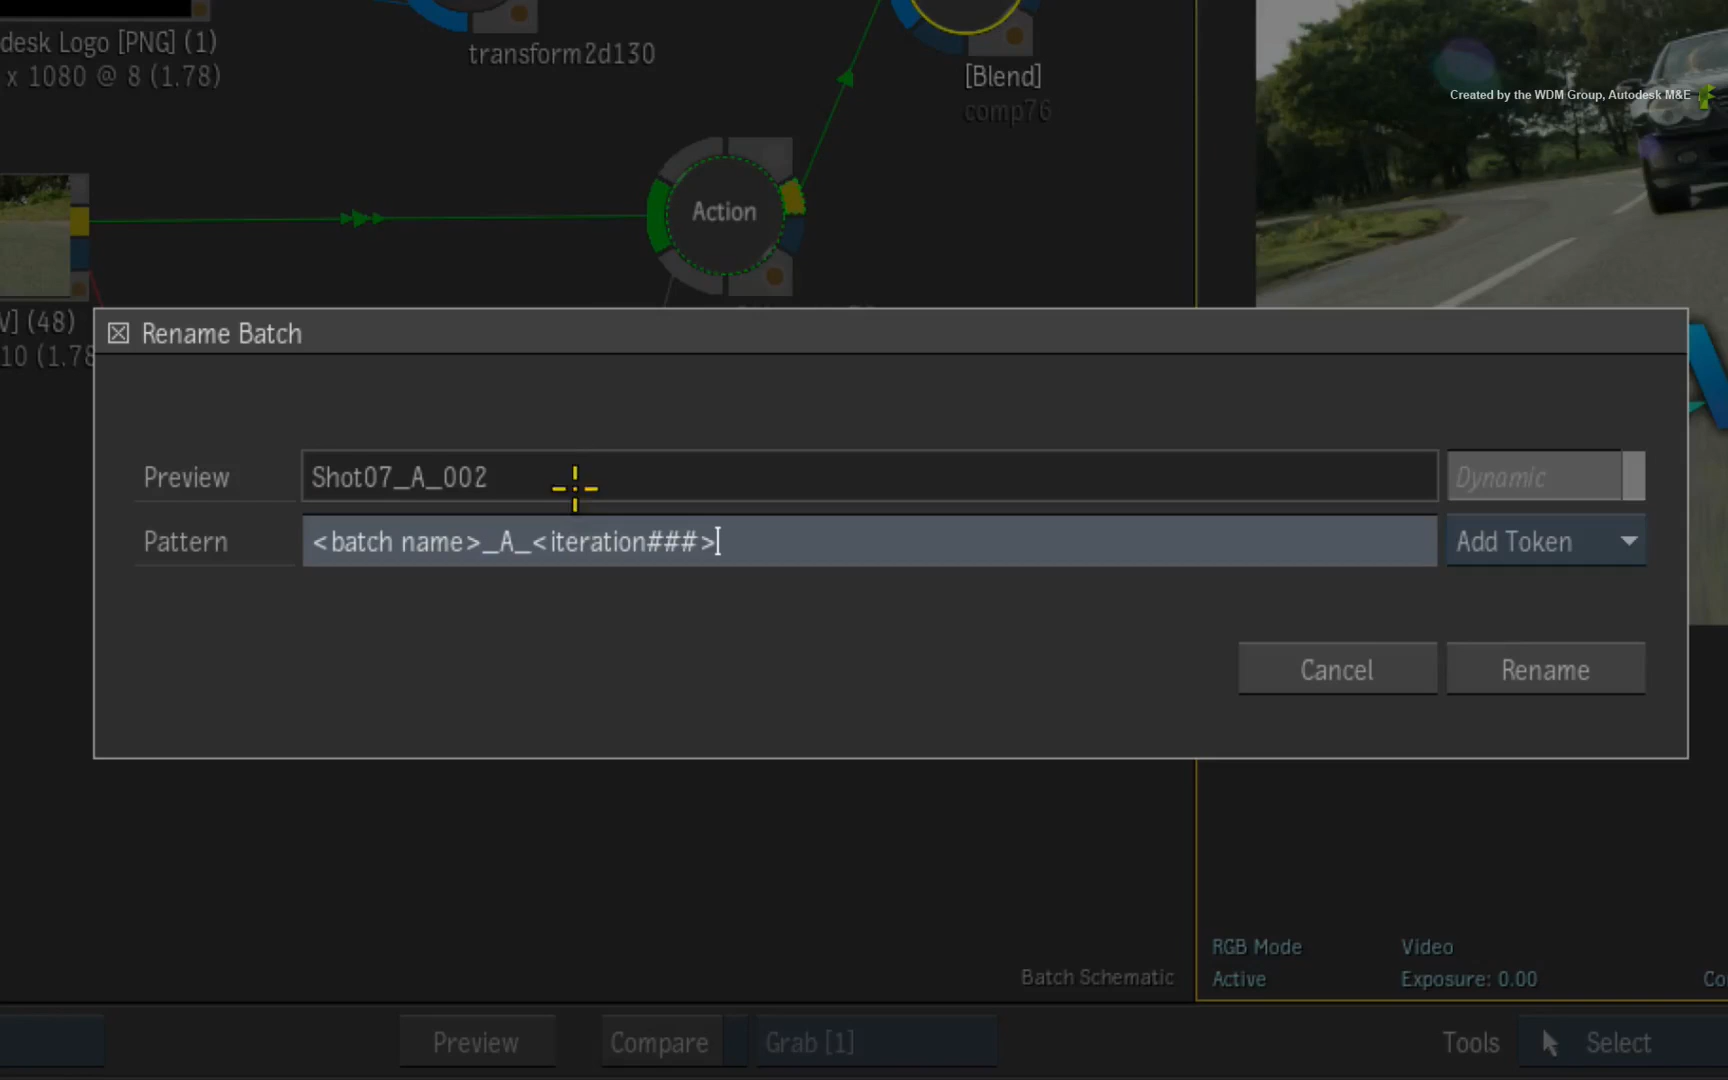 desk Logo [PNG] (1)
x 1080 @ 8 (1.78)
transform2d130
[Blend]
comp76
Created by the WDM Group, Autodesk M&E
Action
V] (48)
10 (1.78
Rename Batch
Preview
Shot07_A_002
Dynamic
Pattern
<batch name>_A_<iteration###>
Add Token
Cancel
Rename
RGB Mode
Video
Batch Schematic
Active
Exposure: 0.00
Co
Preview
Compare
Grab [1]
Tools
Select